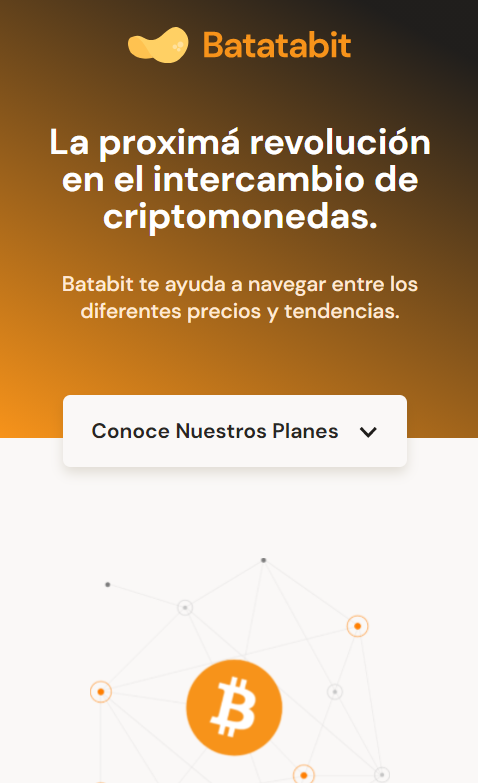 Batatabit
La proximá revolución
en el intercambio de
criptomonedas.
Batabit te ayuda a navegar entre los
diferentes precios y tendencias.
Conoce Nuestros Planes